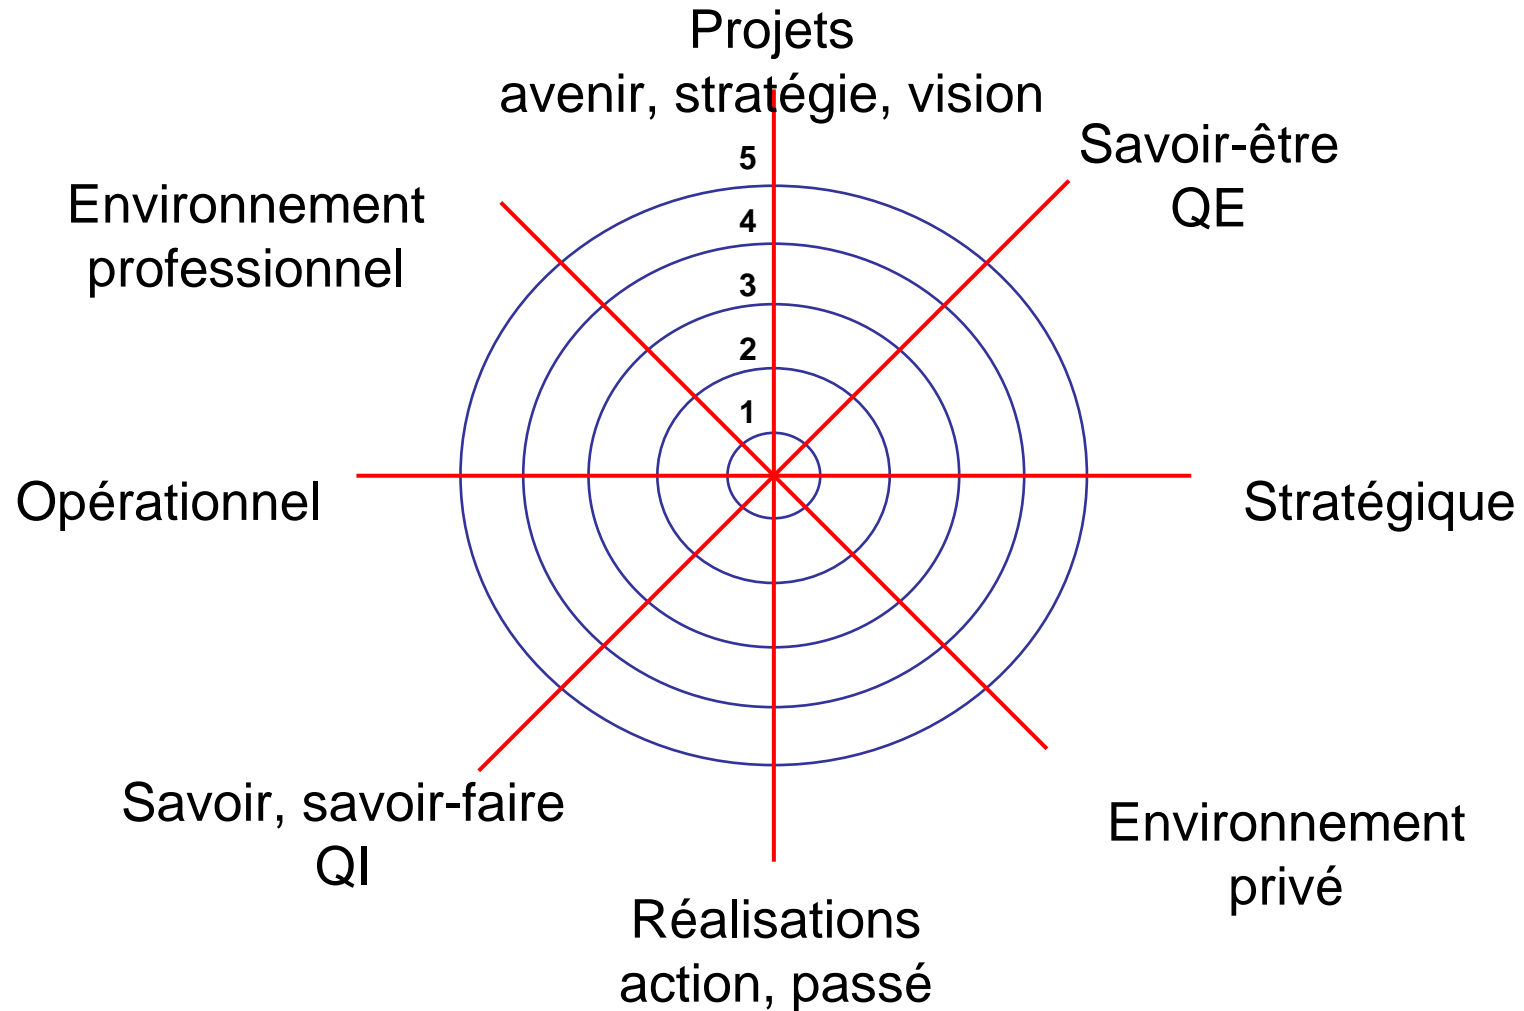 Projets
avenir, stratégie, vision
Savoir-être
QE
Environnement
professionnel
5
4
3
2
1
Opérationnel
Stratégique
Savoir, savoir-faire
QI
Environnement
privé
Réalisations
action, passé